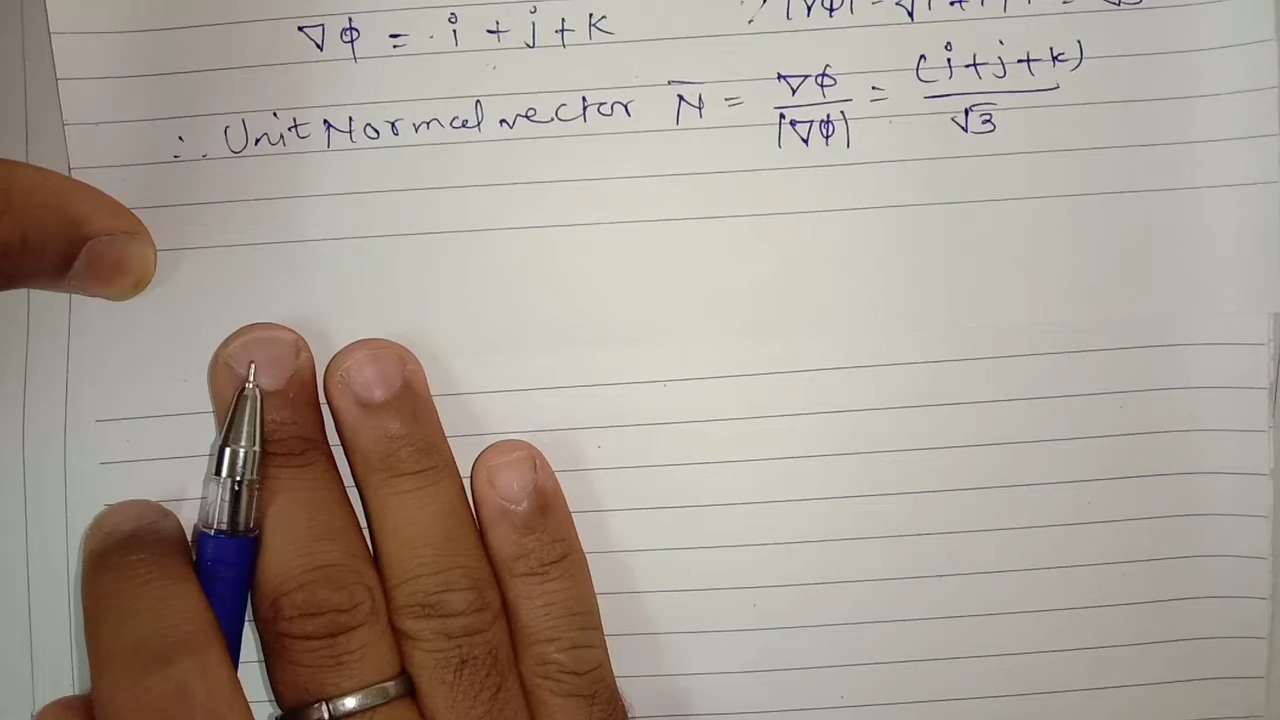 ∇ϕ = i + j + k
∴ Unit Normal vector N̅ = ∇ϕ / |∇ϕ| = (i+j+k) / √3